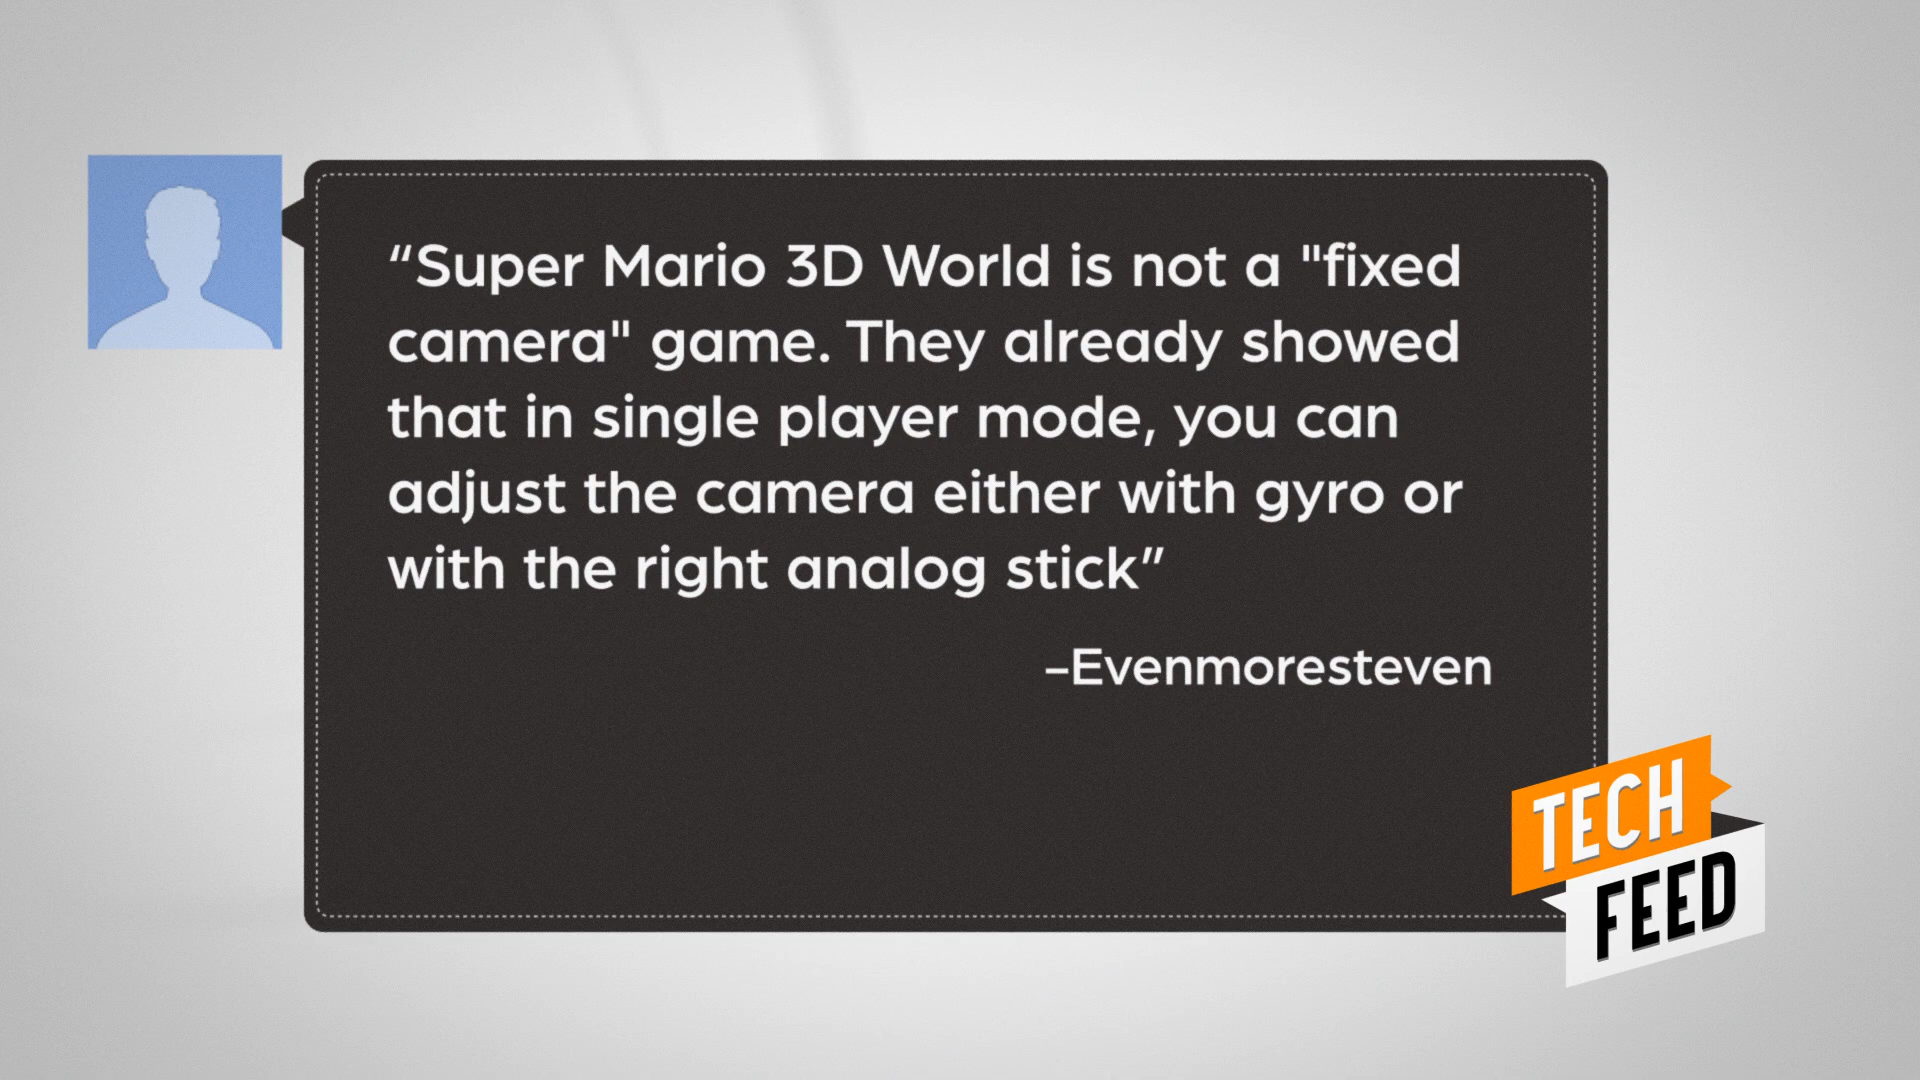 “Super Mario 3D World is not a "fixed
camera" game. They already showed
that in single player mode, you can
adjust the camera either with gyro or
with the right analog stick”
–Evenmoresteven
TECH
FEED